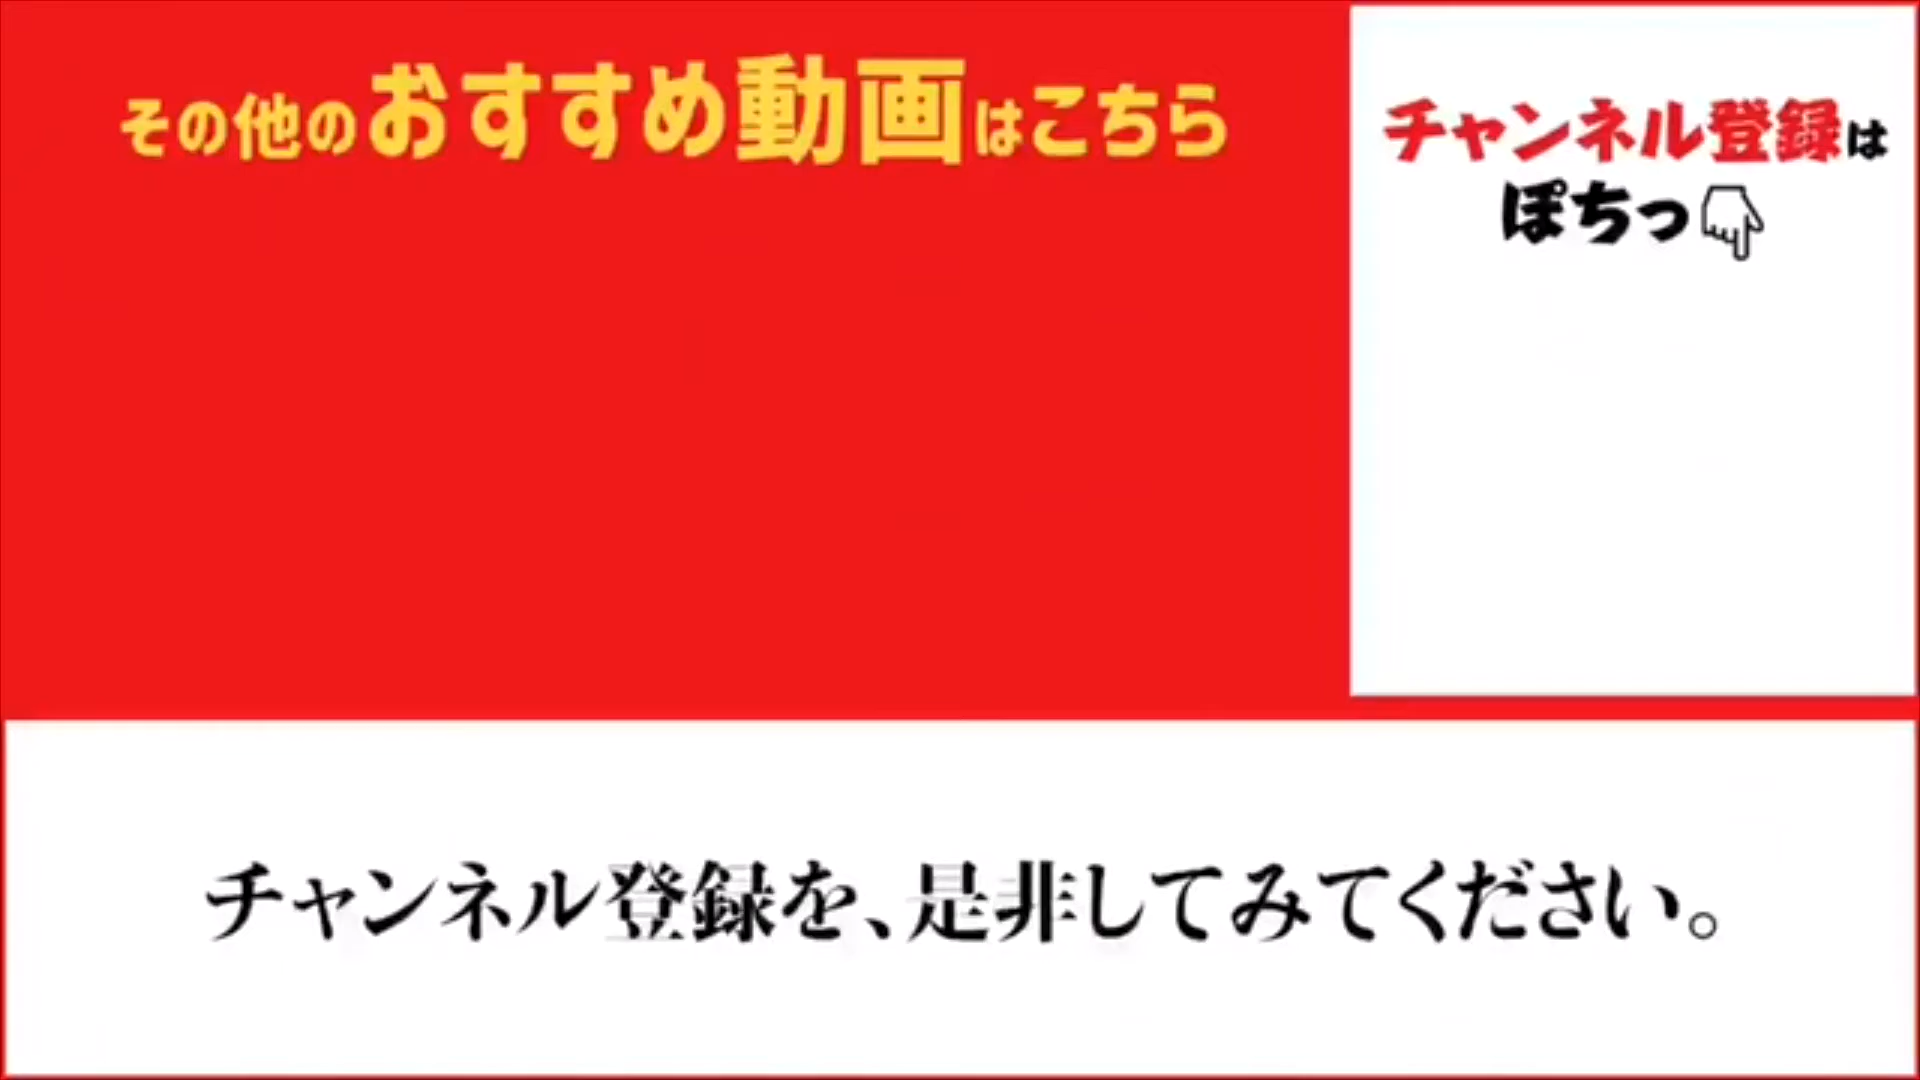 その他のおすすめ動画はこちら
チャンネル登録は
ぽちっ👇
チャンネル登録を、是非してみてください。